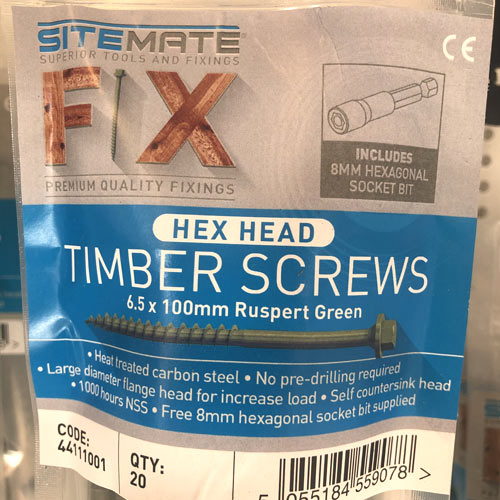 SITEMATE
SUPERIOR TOOLS AND FIXINGS
CE
FIX
PREMIUM QUALITY FIXINGS
INCLUDES
8MM HEXAGONAL
SOCKET BIT
HEX HEAD
TIMBER SCREWS
6.5 x 100mm Ruspert Green
• Heat treated carbon steel • No pre-drilling required
• Large diameter flange head for increase load • Self countersink head
• 1000 hours NSS • Free 8mm hexagonal socket bit supplied
CODE:
44111001
QTY:
20
5 055184 559078 >